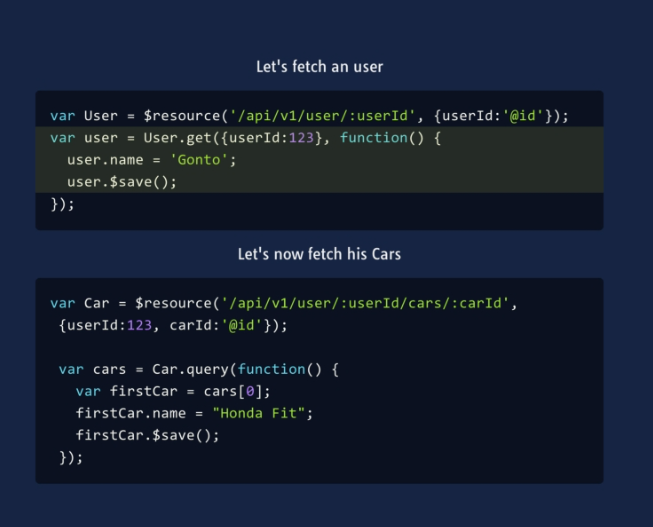 Let's fetch an user
var User = $resource('/api/v1/user/:userId', {userId:'@id'});
var user = User.get({userId:123}, function() {
  user.name = 'Gonto';
  user.$save();
});
Let's now fetch his Cars
var Car = $resource('/api/v1/user/:userId/cars/:carId',
 {userId:123, carId:'@id'});
 var cars = Car.query(function() {
   var firstCar = cars[0];
   firstCar.name = "Honda Fit";
   firstCar.$save();
 });